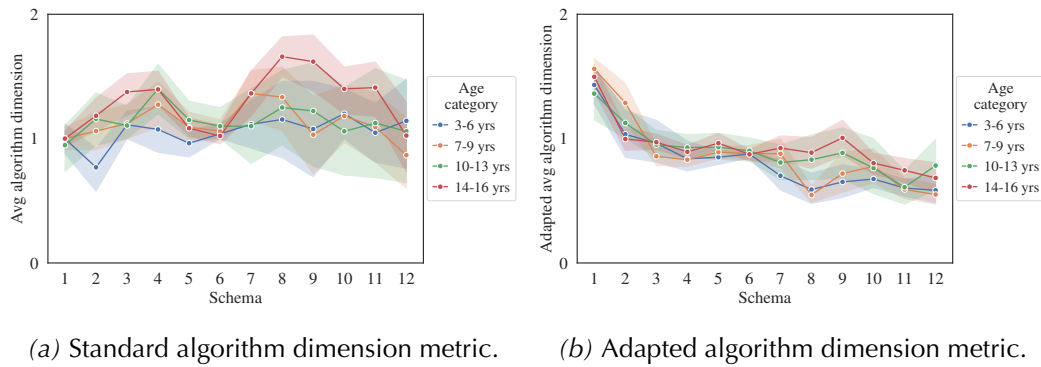 2
1
0
Avg algorithm dimension
1 2 3 4 5 6 7 8 9 10 11 12
Schema
Age
category
3-6 yrs
7-9 yrs
10-13 yrs
14-16 yrs
(a) Standard algorithm dimension metric.
2
1
0
Adapted avg algorithm dimension
1 2 3 4 5 6 7 8 9 10 11 12
Schema
Age
category
3-6 yrs
7-9 yrs
10-13 yrs
14-16 yrs
(b) Adapted algorithm dimension metric.